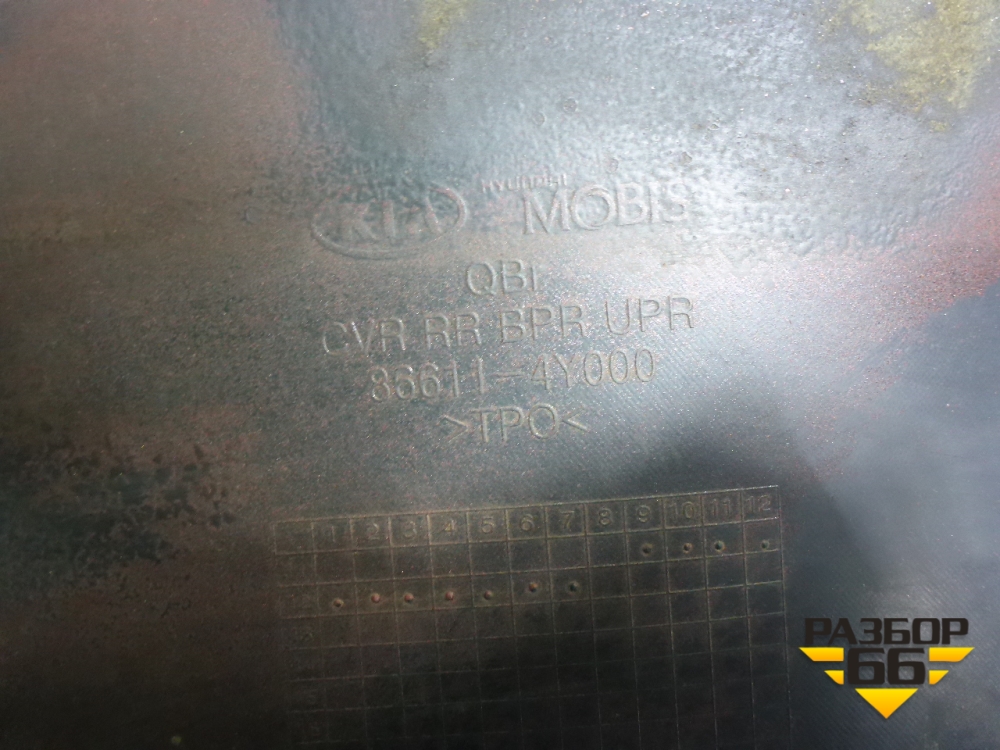 KIA HYUNDAI MOBIS
QBI
CVR RR BPR UPR
86611-4Y000
>TPO<
1 2 3 4 5 6 7 8 9 10 11 12
РАЗБОР
66